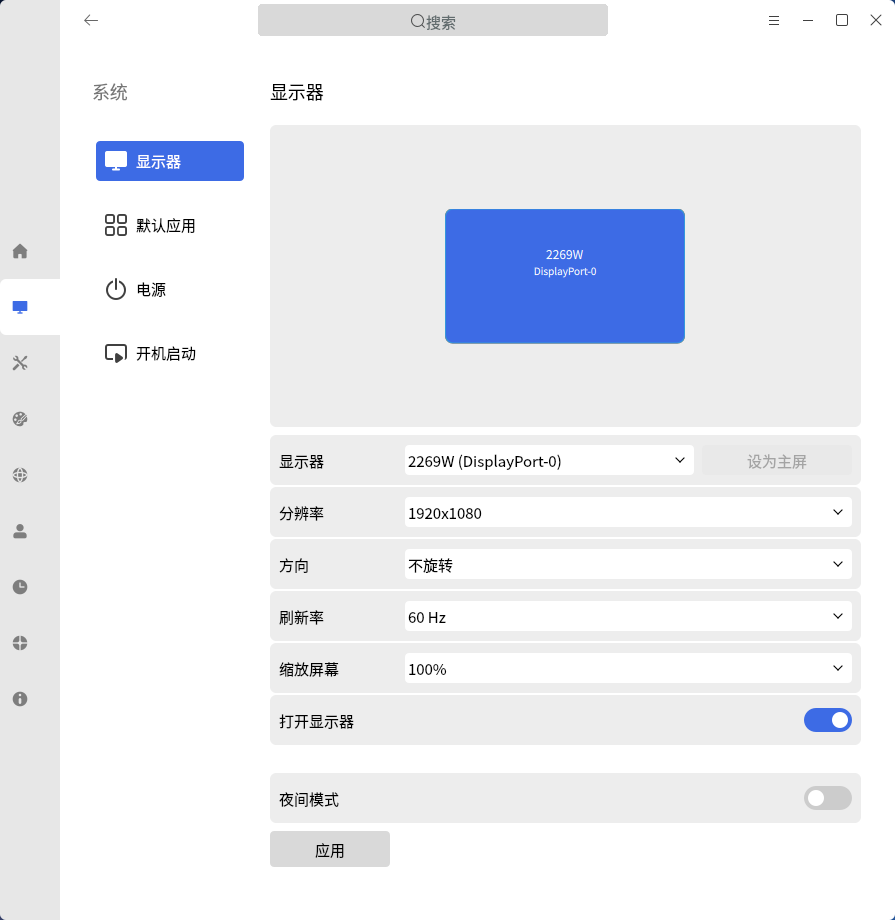 搜索
系统
显示器
默认应用
电源
开机启动
显示器
2269W
DisplayPort-0
显示器 2269W (DisplayPort-0) 设为主屏
分辨率 1920x1080
方向 不旋转
刷新率 60 Hz
缩放屏幕 100%
打开显示器
夜间模式
应用